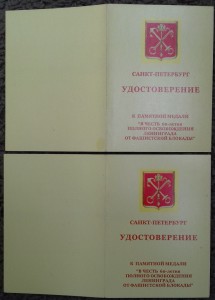 САНКТ-ПЕТЕРБУРГ
УДОСТОВЕРЕНИЕ
К ПАМЯТНОЙ МЕДАЛИ
"В ЧЕСТЬ 60-летия
ПОЛНОГО ОСВОБОЖДЕНИЯ
ЛЕНИНГРАДА
ОТ ФАШИСТСКОЙ БЛОКАДЫ"
САНКТ-ПЕТЕРБУРГ
УДОСТОВЕРЕНИЕ
К ПАМЯТНОЙ МЕДАЛИ
"В ЧЕСТЬ 60-летия
ПОЛНОГО ОСВОБОЖДЕНИЯ
ЛЕНИНГРАДА
ОТ ФАШИСТСКОЙ БЛОКАДЫ"